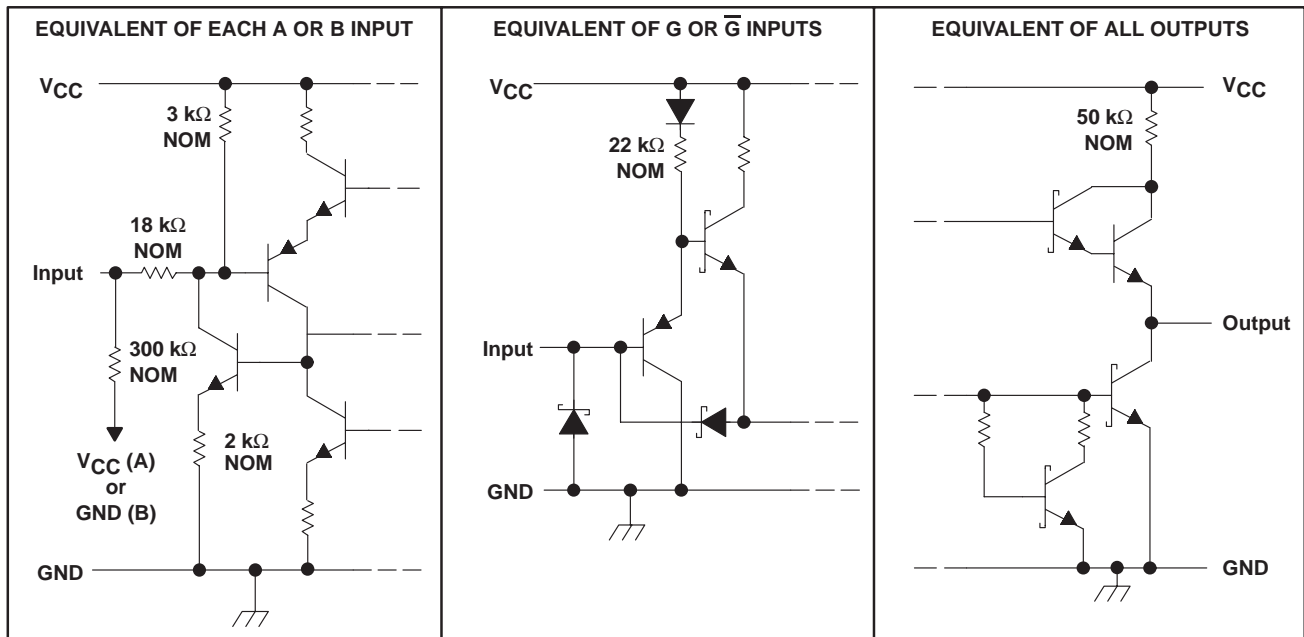 EQUIVALENT OF EACH A OR B INPUT
VCC
3 kΩ
NOM
18 kΩ
NOM
Input
300 kΩ
NOM
VCC (A)
or
GND (B)
2 kΩ
NOM
GND
EQUIVALENT OF G OR G̅ INPUTS
VCC
22 kΩ
NOM
Input
GND
EQUIVALENT OF ALL OUTPUTS
VCC
50 kΩ
NOM
Output
GND